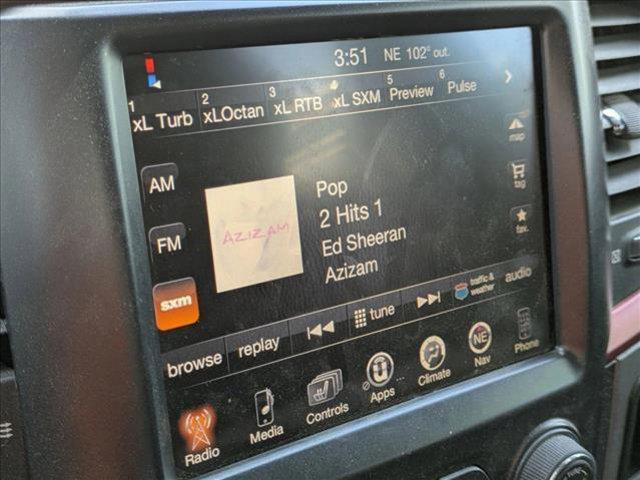 3:51 NE 102° out.
1 xL Turb 2 xLOctan 3 xL RTB 4 xL SXM 5 Preview 6 Pulse
map
AM
Pop
tag
AZIZAM
2 Hits 1
FM
Ed Sheeran
fav.
Azizam
sxm
browse replay tune traffic & weather audio
Radio Media Controls Apps Climate NE Nav Phone